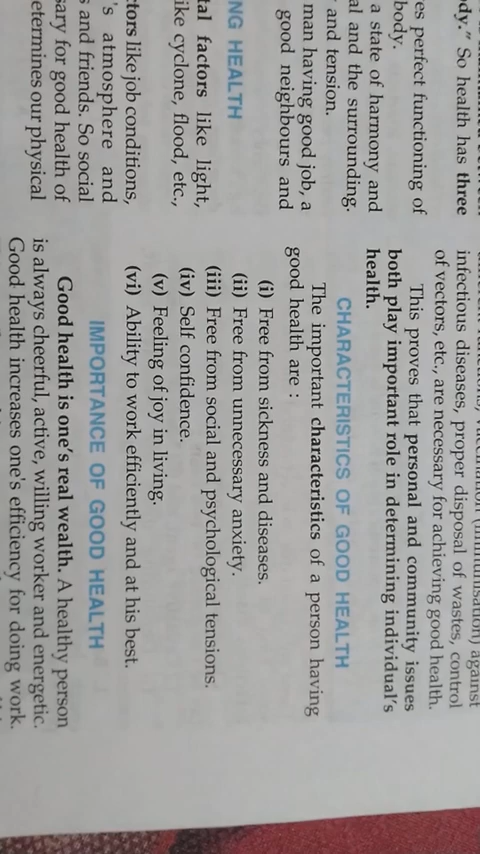 dy." So health has three
es perfect functioning of
body.
a state of harmony and
al and the surrounding.
and tension.
man having good job, a
good neighbours and
NG HEALTH
tal factors like light,
ike cyclone, flood, etc.,
ctors like job conditions,
's atmosphere and
s and friends. So social
sary for good health of
etermines our physical
against
infectious diseases, proper disposal of wastes, control
of vectors, etc., are necessary for achieving good health.
This proves that personal and community issues
both play important role in determining individual's
health.
CHARACTERISTICS OF GOOD HEALTH
The important characteristics of a person having
good health are :
(i) Free from sickness and diseases.
(ii) Free from unnecessary anxiety.
(iii) Free from social and psychological tensions.
(iv) Self confidence.
(v) Feeling of joy in living.
(vi) Ability to work efficiently and at his best.
IMPORTANCE OF GOOD HEALTH
Good health is one's real wealth. A healthy person
is always cheerful, active, willing worker and energetic.
Good health increases one's efficiency for doing work.